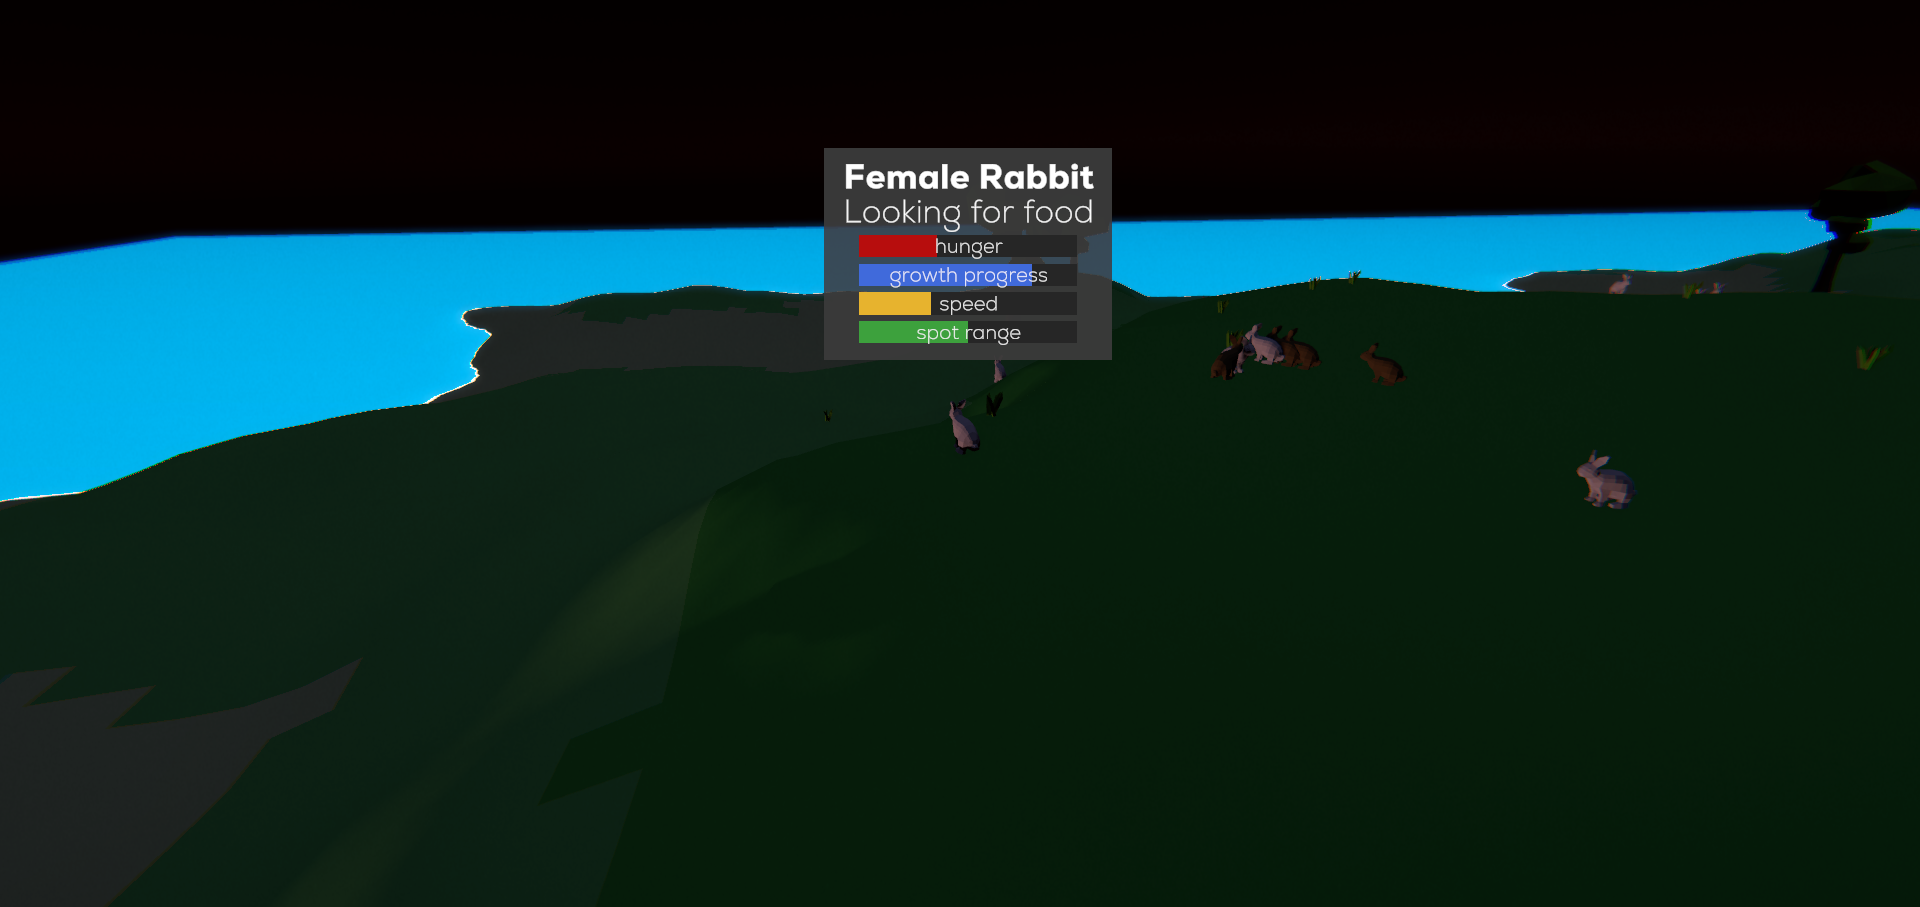 Female Rabbit
Looking for food
hunger
growth progress
speed
spot range